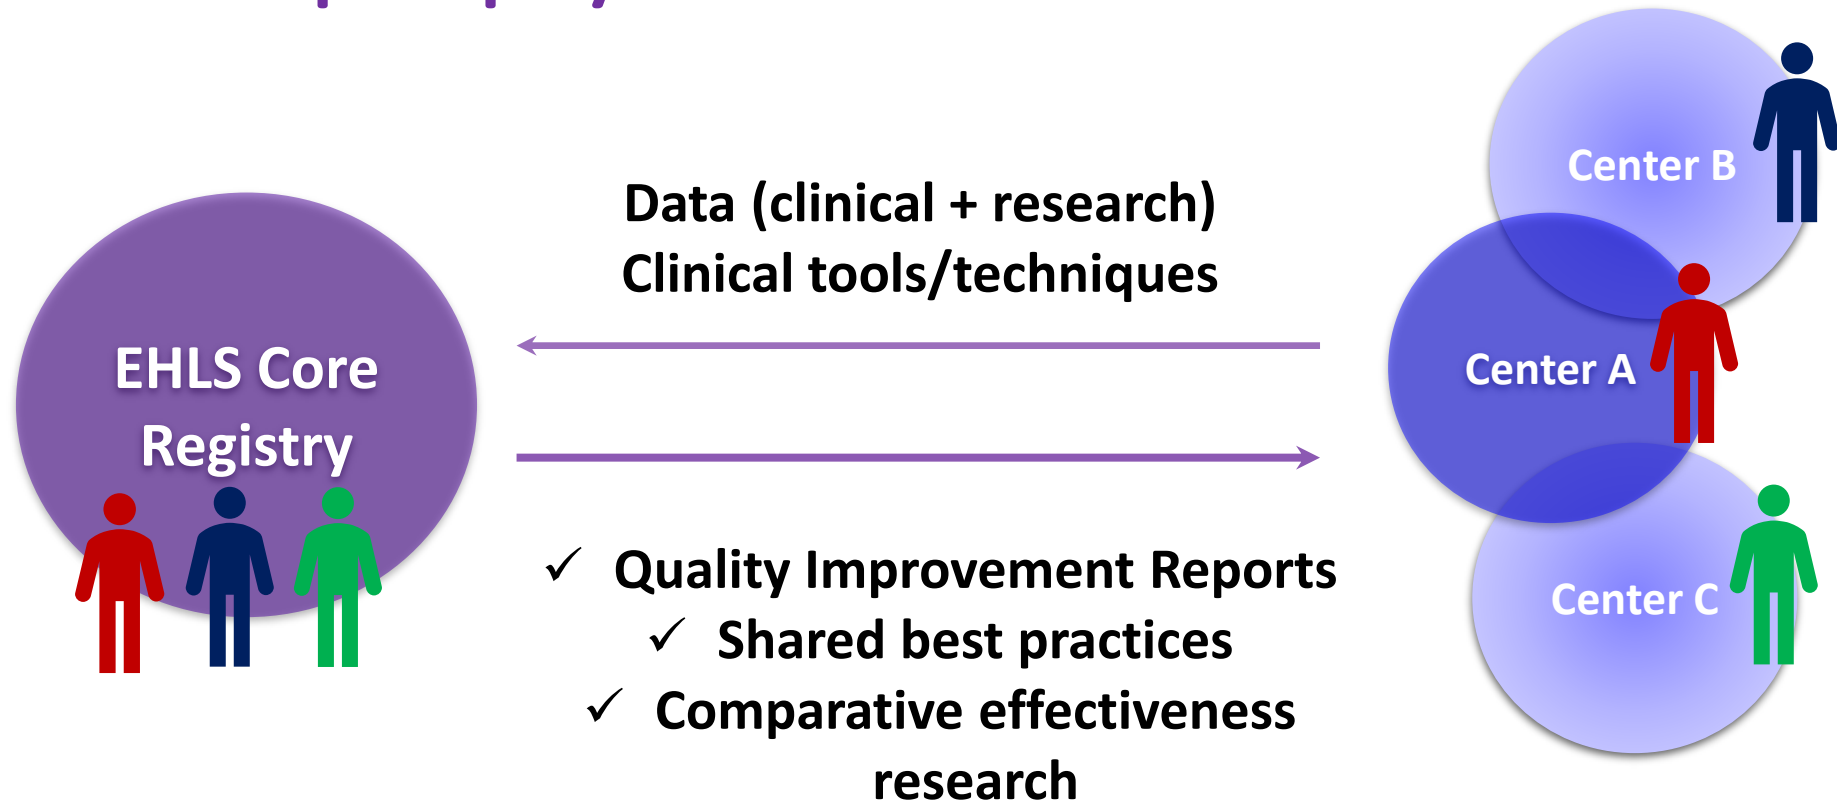 Data (clinical + research)
Clinical tools/techniques
EHLS Core
Registry
✓ Quality Improvement Reports
✓ Shared best practices
✓ Comparative effectiveness
research
Center B
Center A
Center C